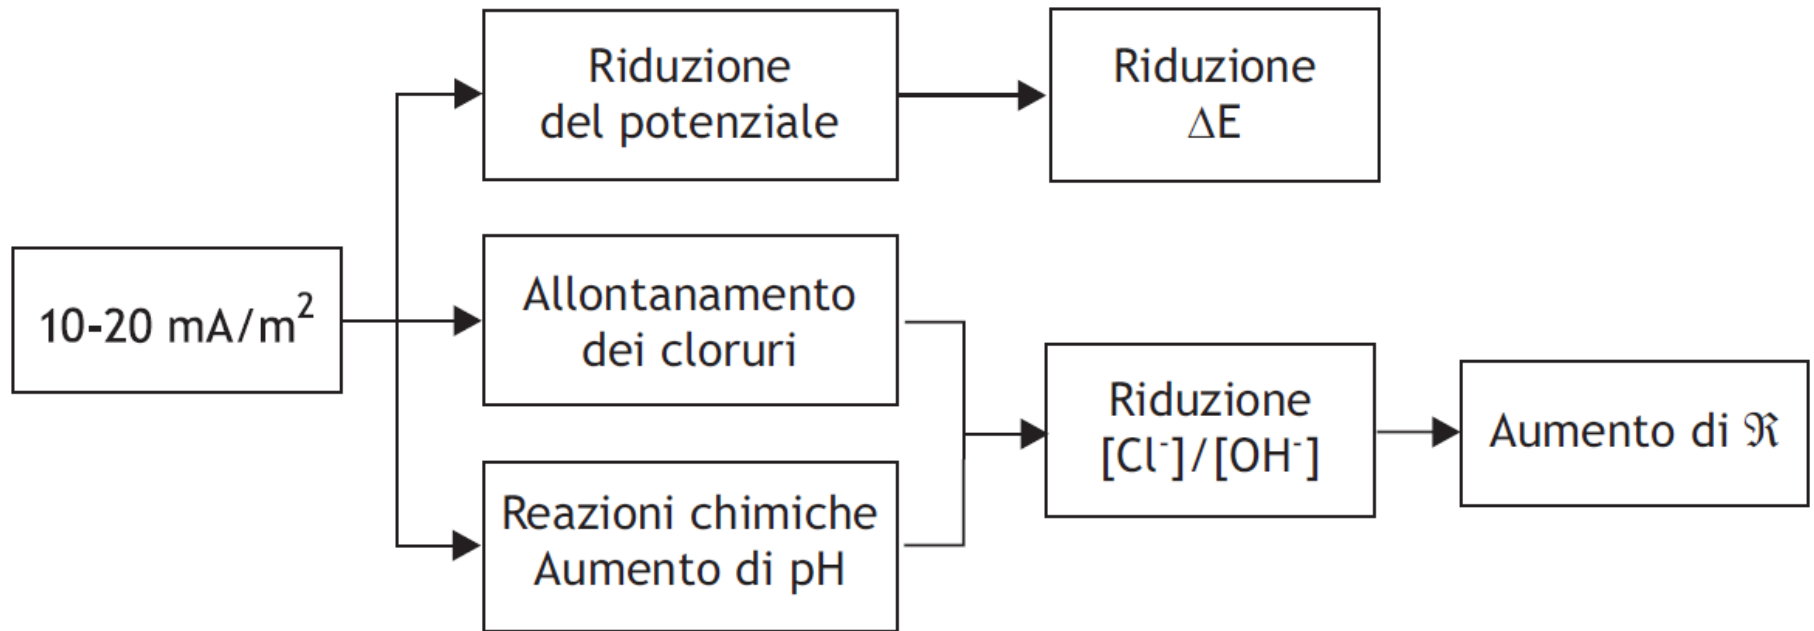 10-20 mA/m²
Riduzione
del potenziale
Riduzione
ΔE
Allontanamento
dei cloruri
Reazioni chimiche
Aumento di pH
Riduzione
[Cl⁻]/[OH⁻]
Aumento di ℜ